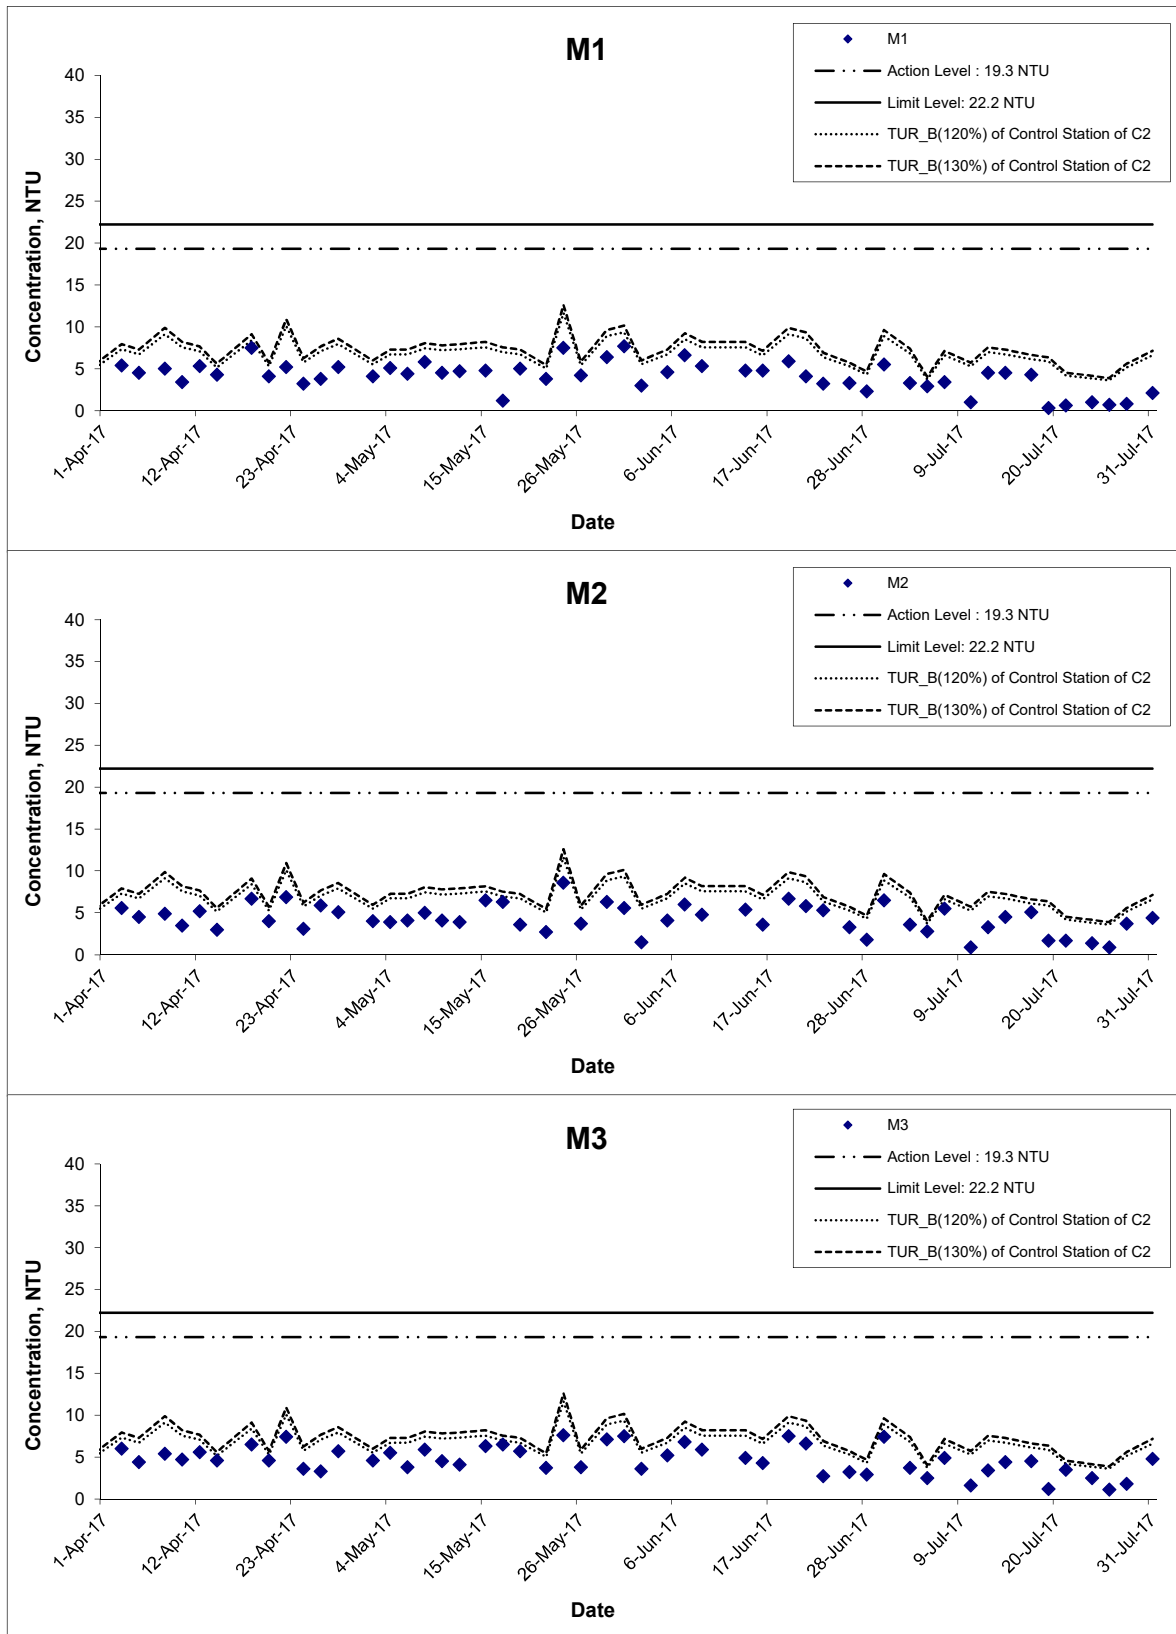 M1
M1
Action Level : 19.3 NTU
Limit Level: 22.2 NTU
TUR_B(120%) of Control Station of C2
TUR_B(130%) of Control Station of C2
Concentration, NTU
40
35
30
25
20
15
10
5
0
1-Apr-17
12-Apr-17
23-Apr-17
4-May-17
15-May-17
26-May-17
6-Jun-17
17-Jun-17
28-Jun-17
9-Jul-17
20-Jul-17
31-Jul-17
Date
M2
M2
Action Level : 19.3 NTU
Limit Level: 22.2 NTU
TUR_B(120%) of Control Station of C2
TUR_B(130%) of Control Station of C2
Concentration, NTU
40
35
30
25
20
15
10
5
0
1-Apr-17
12-Apr-17
23-Apr-17
4-May-17
15-May-17
26-May-17
6-Jun-17
17-Jun-17
28-Jun-17
9-Jul-17
20-Jul-17
31-Jul-17
Date
M3
M3
Action Level : 19.3 NTU
Limit Level: 22.2 NTU
TUR_B(120%) of Control Station of C2
TUR_B(130%) of Control Station of C2
Concentration, NTU
40
35
30
25
20
15
10
5
0
1-Apr-17
12-Apr-17
23-Apr-17
4-May-17
15-May-17
26-May-17
6-Jun-17
17-Jun-17
28-Jun-17
9-Jul-17
20-Jul-17
31-Jul-17
Date